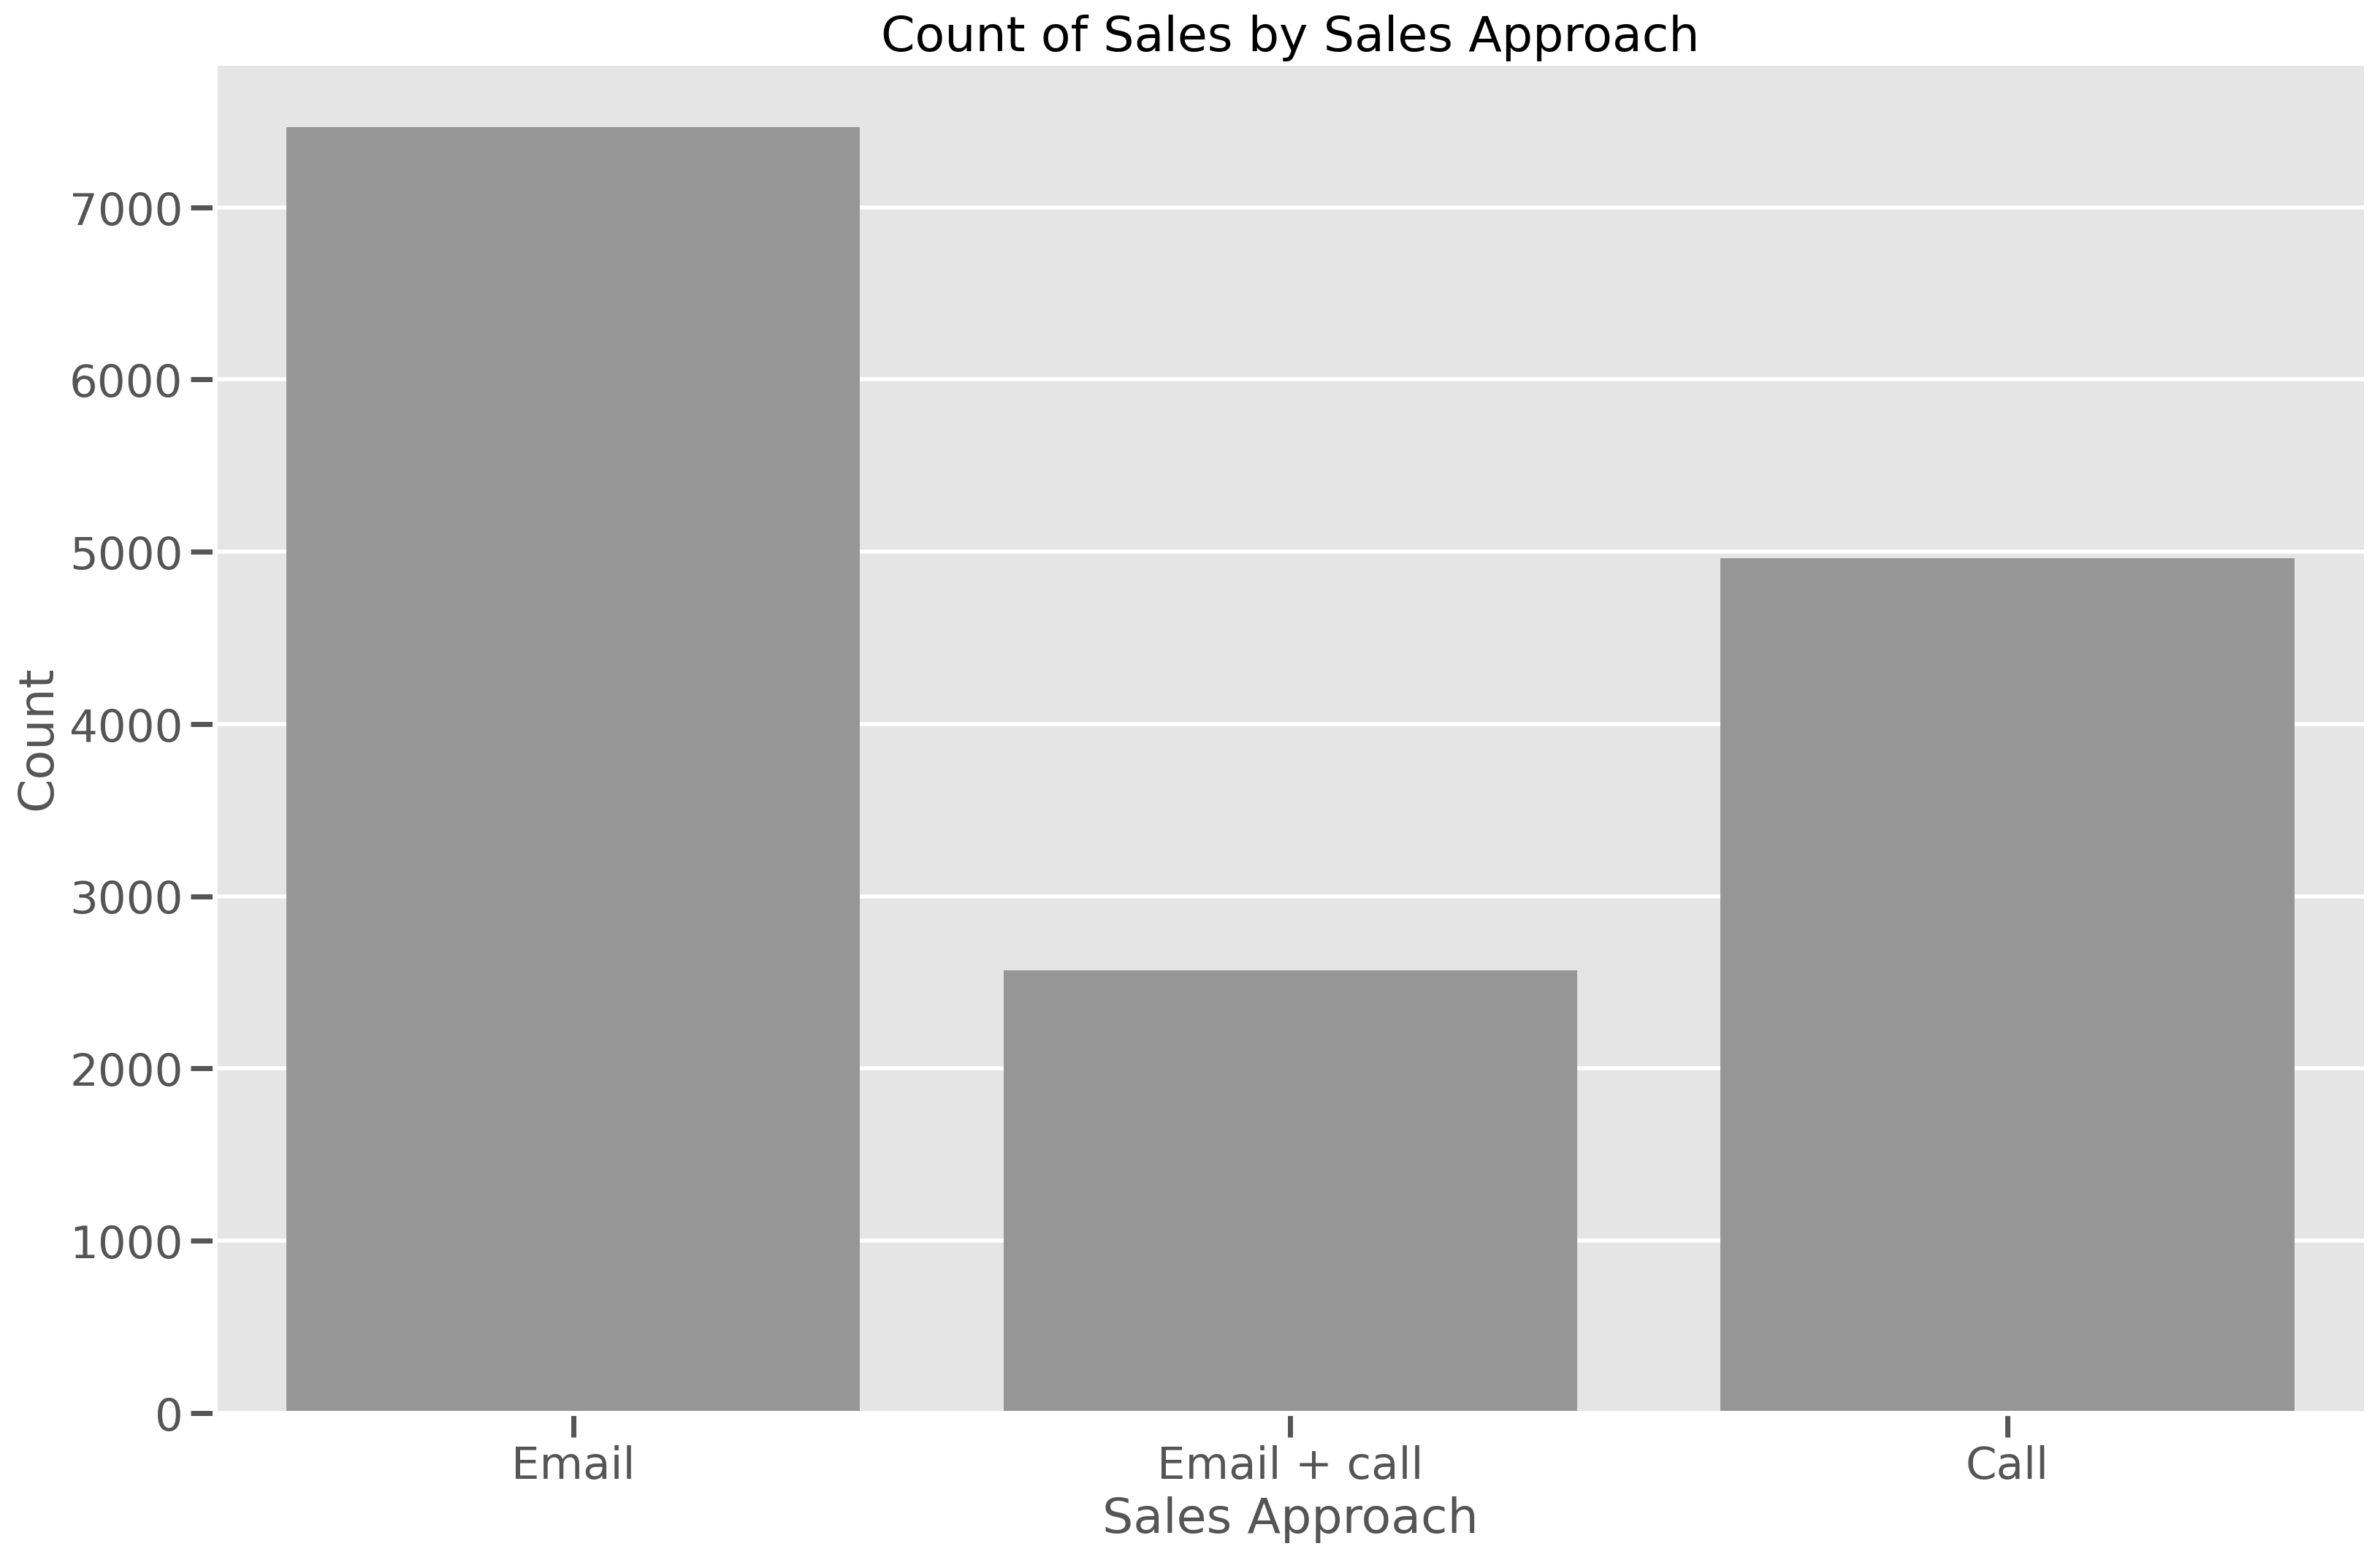 Count of Sales by Sales Approach
Count
7000
6000
5000
4000
3000
2000
1000
0
Email
Email + call
Call
Sales Approach